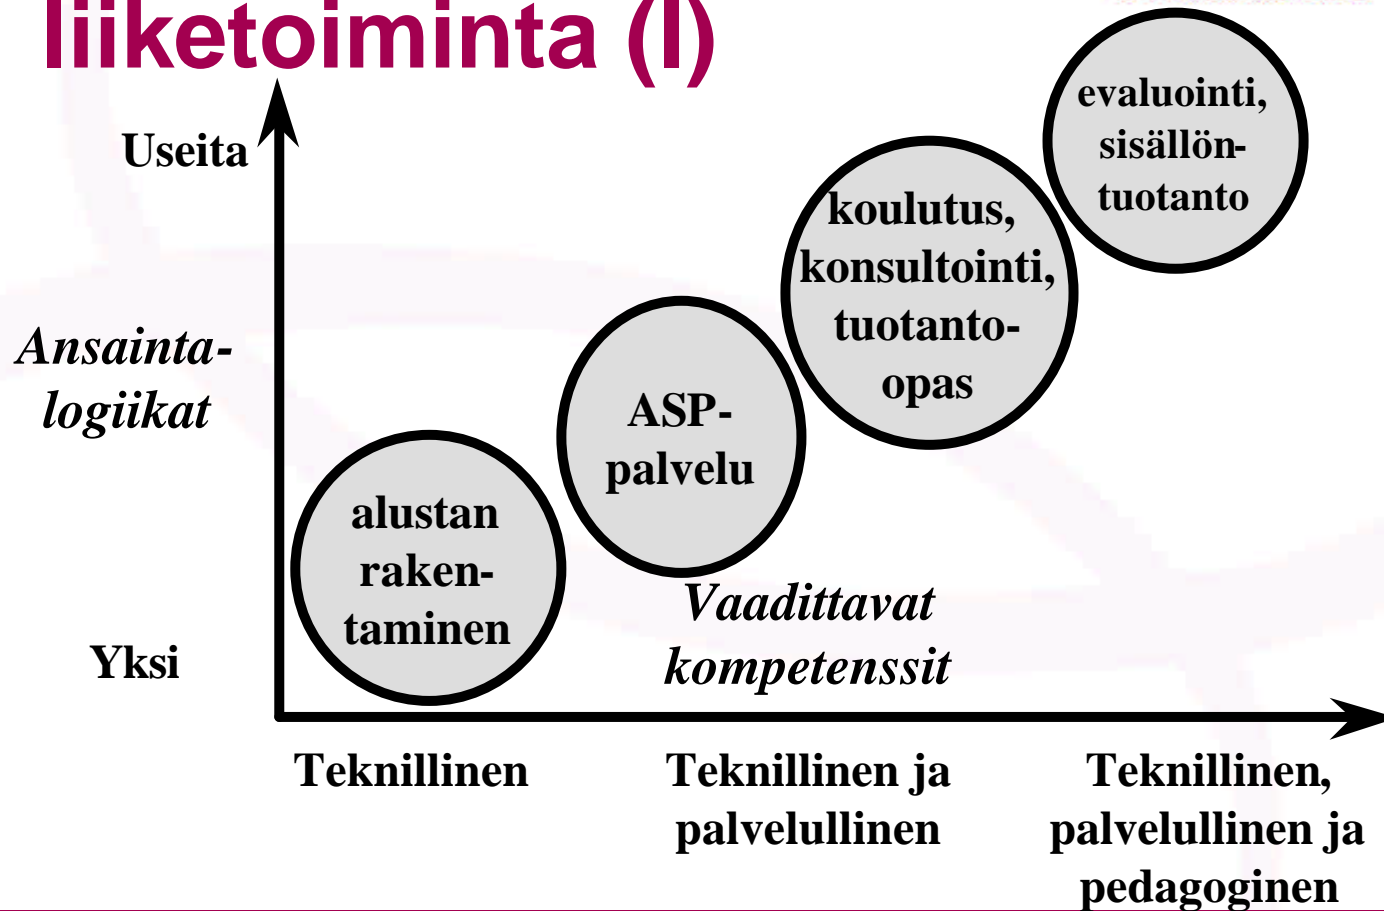 liiketoiminta (I)
Useita
Ansainta-
logiikat
Yksi
alustan
raken-
taminen
ASP-
palvelu
koulutus,
konsultointi,
tuotanto-
opas
evaluointi,
sisällön-
tuotanto
Vaadittavat
kompetenssit
Teknillinen
Teknillinen ja
palvelullinen
Teknillinen,
palvelullinen ja
pedagoginen